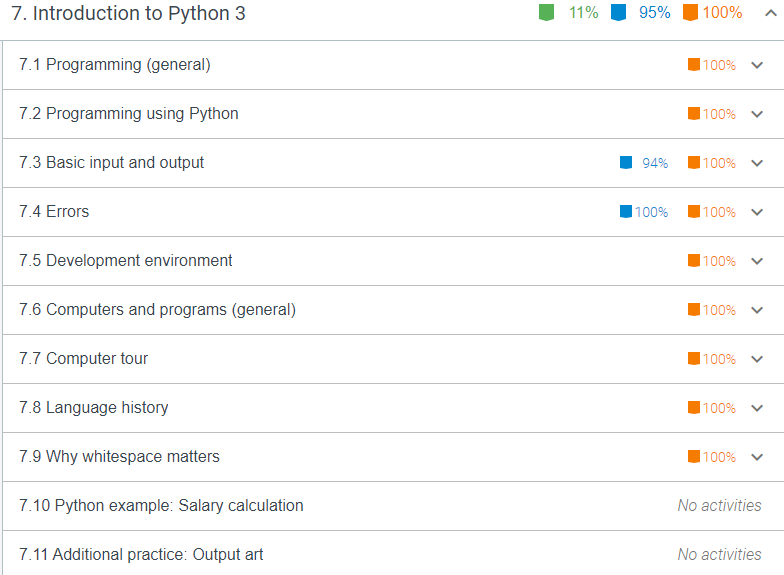 7. Introduction to Python 3 11% 95% 100%
7.1 Programming (general) 100%
7.2 Programming using Python 100%
7.3 Basic input and output 94% 100%
7.4 Errors 100% 100%
7.5 Development environment 100%
7.6 Computers and programs (general) 100%
7.7 Computer tour 100%
7.8 Language history 100%
7.9 Why whitespace matters 100%
7.10 Python example: Salary calculation No activities
7.11 Additional practice: Output art No activities